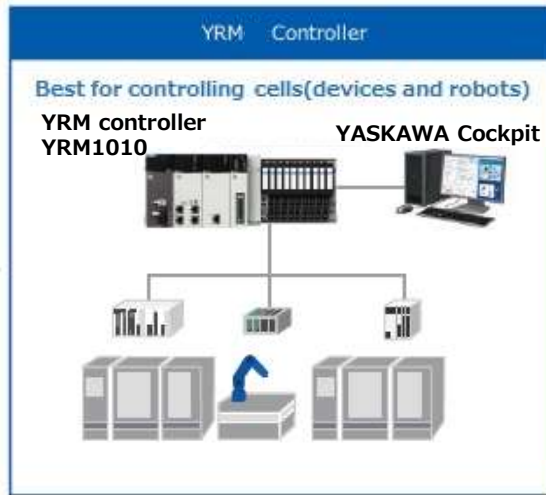 YRM Controller
Best for controlling cells(devices and robots)
YRM controller
YRM1010
YASKAWA Cockpit